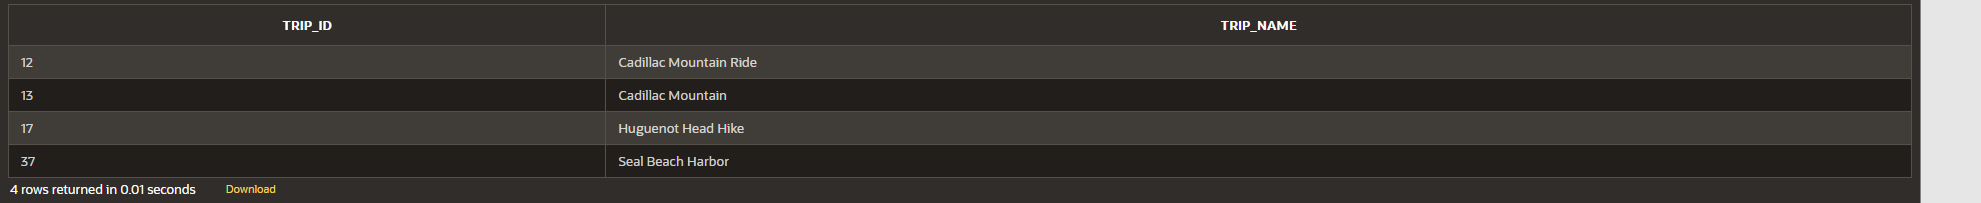 TRIP_ID TRIP_NAME
12 Cadillac Mountain Ride
13 Cadillac Mountain
17 Huguenot Head Hike
37 Seal Beach Harbor
4 rows returned in 0.01 seconds Download